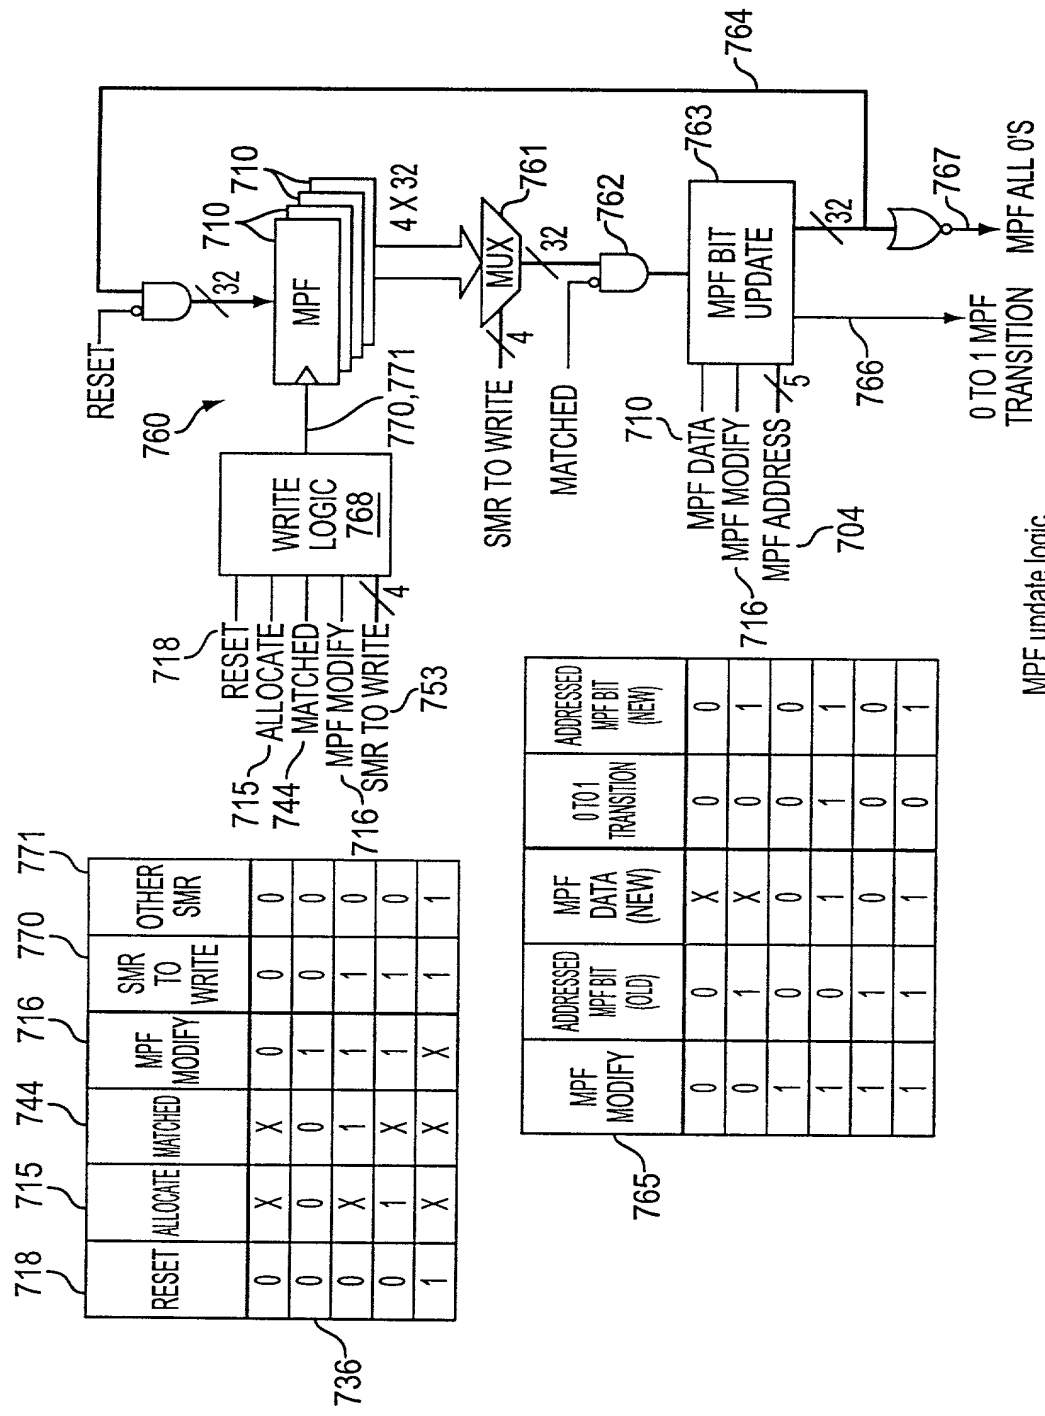 764
RESET
710
710
MPF
32
4 X 32
761
MUX
32
762
763
MPF BIT
UPDATE
32
767
MPF ALL 0'S
760
770,771
SMR TO WRITE
4
MATCHED
710
MPF DATA
716 MPF MODIFY
MPF ADDRESS
5
704
766
0 TO 1 MPF
TRANSITION
WRITE
LOGIC
768
718
RESET
715 ALLOCATE
744 MATCHED
716 MPF MODIFY
SMR TO WRITE
4
753
718 715 744 716 770 771
RESET ALLOCATE MATCHED MPF MODIFY SMR TO WRITE OTHER SMR
0 X X 0 0 0
0 0 0 1 0 0
0 X 1 1 1 0
0 1 X 1 1 0
1 X X X 1 1
736
716
MPF MODIFY ADDRESSED MPF BIT (OLD) MPF DATA (NEW) 0 TO 1 TRANSITION ADDRESSED MPF BIT (NEW)
0 0 X 0 0
0 1 X 0 1
1 0 0 0 0
1 0 1 1 1
1 1 0 0 0
1 1 1 0 1
765
MPF update logic